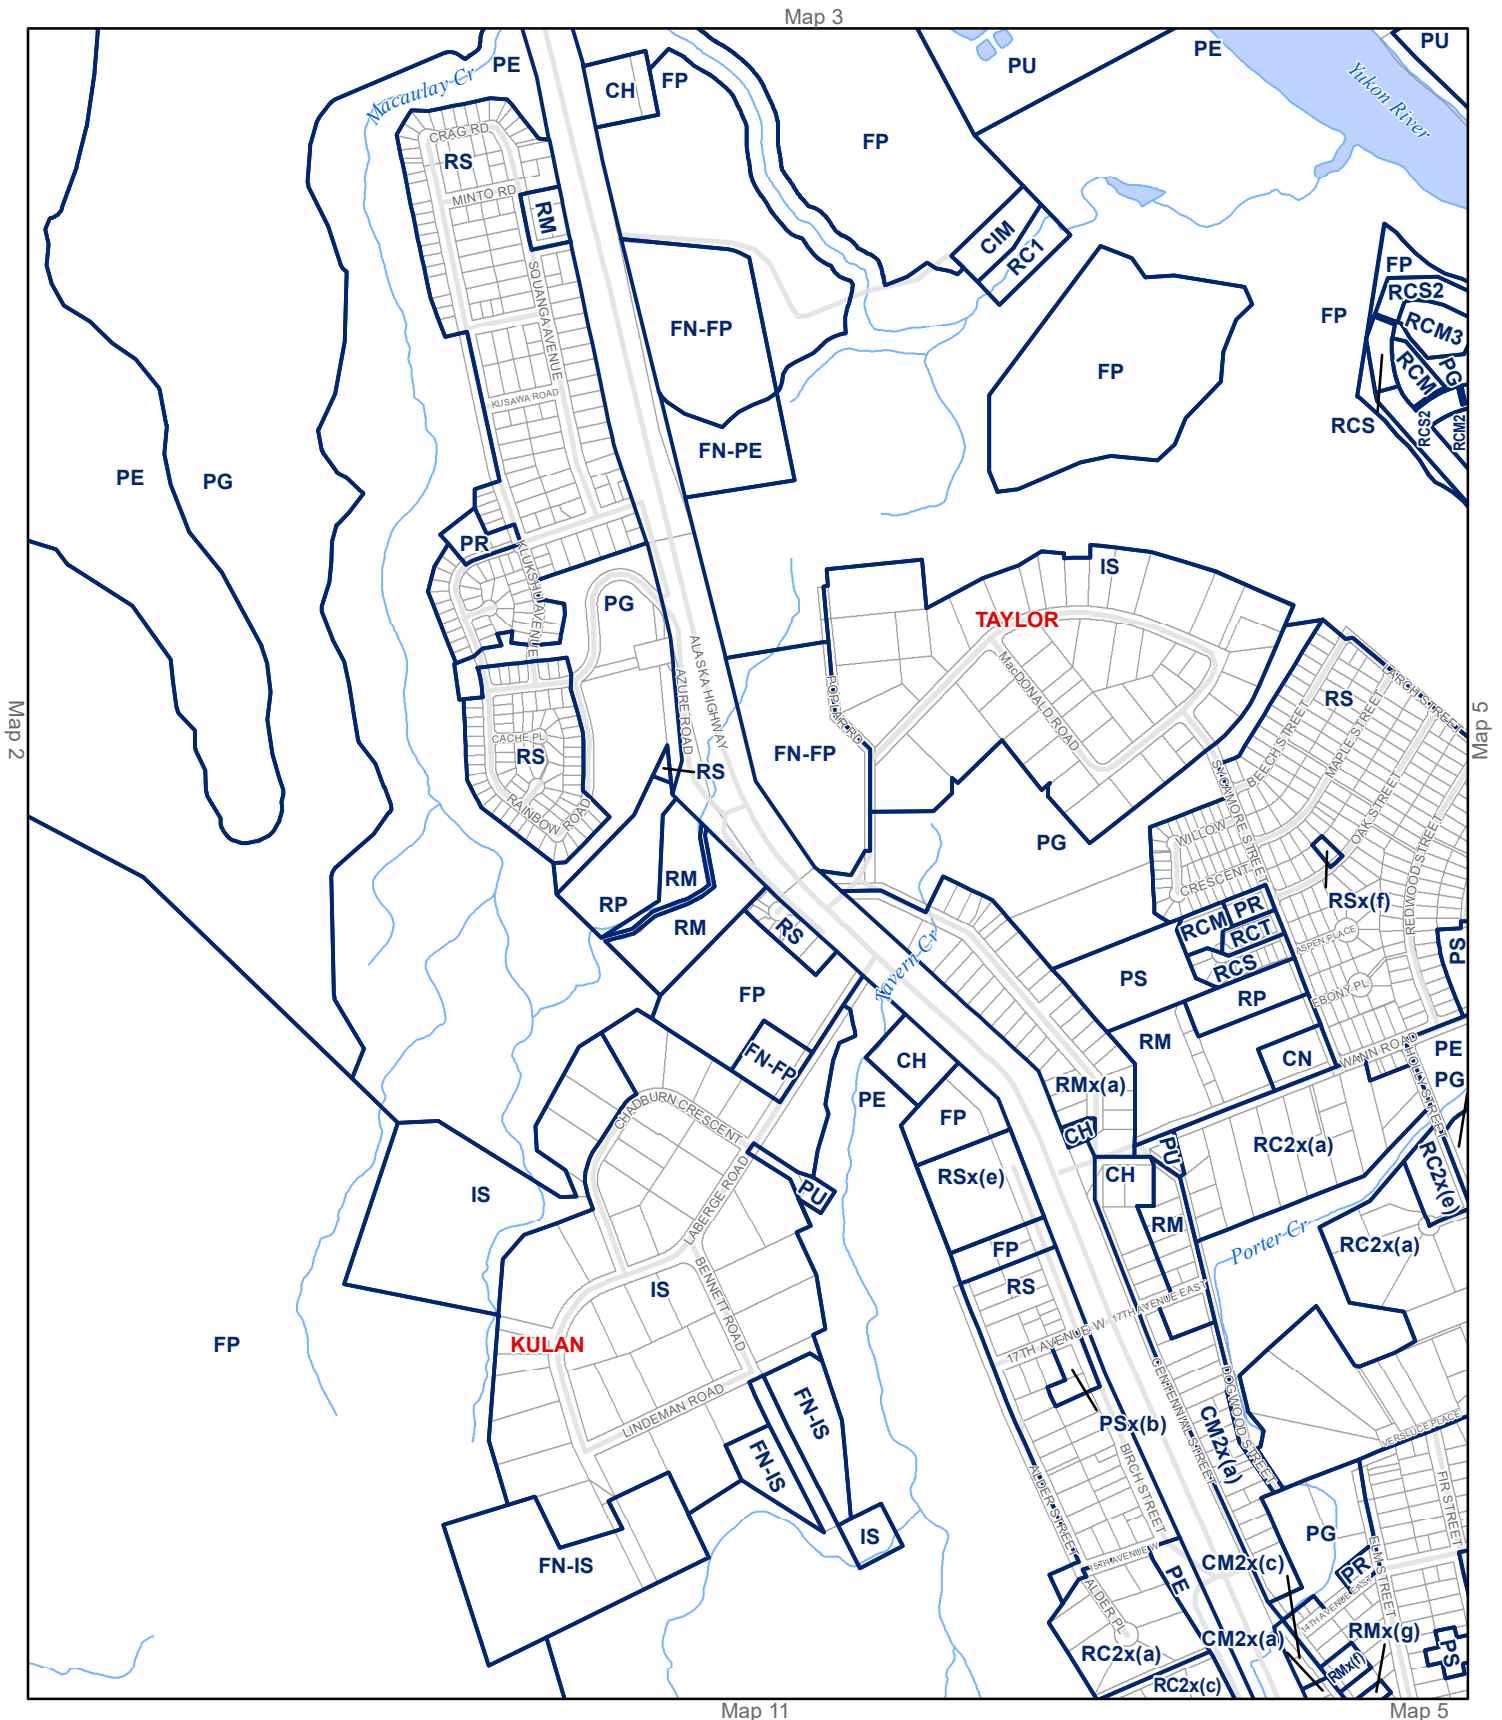 Map 3
PE
Macaulay Cr
CH
FP
PU
PE
PU
Yukon River
CRAG RD
RS
FP
MINTO RD
RM
CIM
RC1
SQUANGA AVENUE
FP
RCS2
FN-FP
FP
RCM3
FP
RCM
PG
KUSAWA ROAD
RCS
RCS2
RCM2
FN-PE
PE
PG
PR
KLUKSHU AVENUE
IS
PG
TAYLOR
ALASKA HIGHWAY
AZURE ROAD
POPLAR RD
MacDONALD ROAD
LARCH STREET
RS
MAPLE STREET
BEECH STREET
Map 2
Map 5
CACHE PL
RS
FN-FP
RS
SYCAMORE STREET
OAK STREET
RAINBOW ROAD
WILLOW
PG
REDWOOD STREET
RM
CRESCENT
RP
RSx(f)
PR
RM
RS
RCM
RCT
ASPEN PLACE
PS
Tavern Cr
RCS
PS
FP
RP
EBONY PL
RM
FN-FP
CH
CN
WANN ROAD
PE
HOLLY STREET
RMx(a)
PG
PE
CHADBURN CRESCENT
FP
CH
RC2x(a)
PU
LABERGE ROAD
RSx(e)
CH
RC2x(e)
IS
PU
RM
Porter Cr
RC2x(a)
FP
BENNETT ROAD
IS
RS
17TH AVENUE EAST
17TH AVENUE W
FP
KULAN
CENTENNIAL STREET
DOGWOOD STREET
LINDEMAN ROAD
FN-IS
PSx(b)
CM2x(a)
VERSLUCE PLACE
FN-IS
BIRCH STREET
ALDER STREET
FIR STREET
IS
PG
FN-IS
15TH AVENUE W
PE
CM2x(c)
PR
ELM STREET
ALDER PL
14TH AVENUE EAST
CM2x(a)
RMx(g)
RC2x(a)
PS
RMx(f)
RC2x(c)
Map 11
Map 5